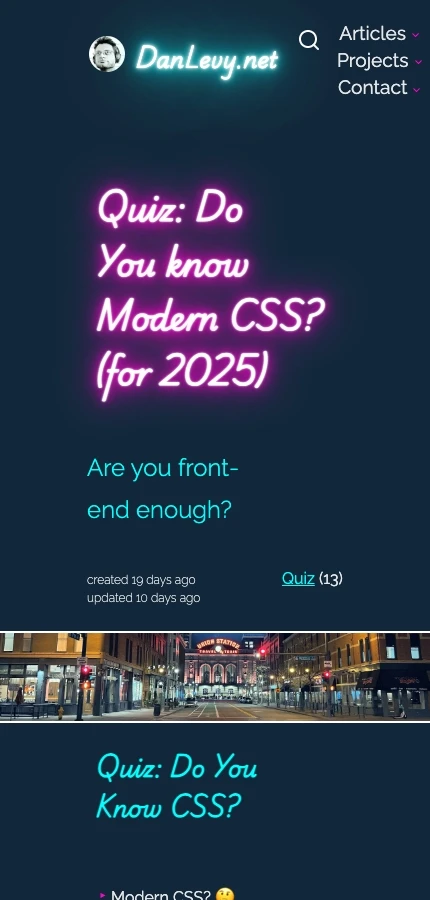 DanLevy.net
Articles
Projects
Contact
Quiz: Do
You know
Modern CSS?
(for 2025)
Are you front-
end enough?
created 19 days ago
updated 10 days ago
Quiz (13)
UNION STATION
TRAVEL by TRAIN
Quiz: Do You
Know CSS?
Modern CSS? 🤔